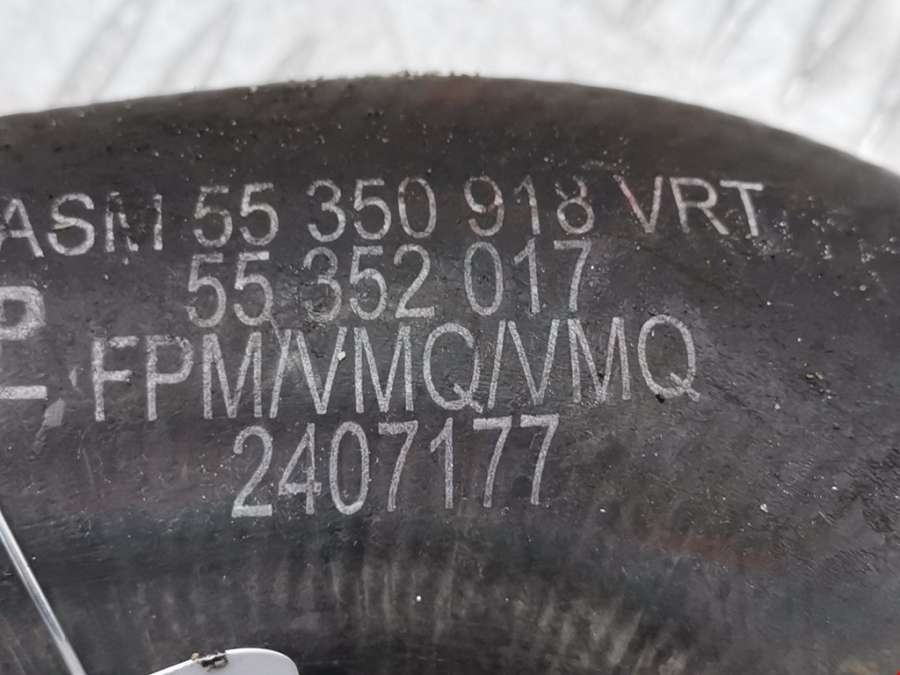 ASM 55 350 918 VRT
55 352 017
FPM/VMQ/VMQ
2407177